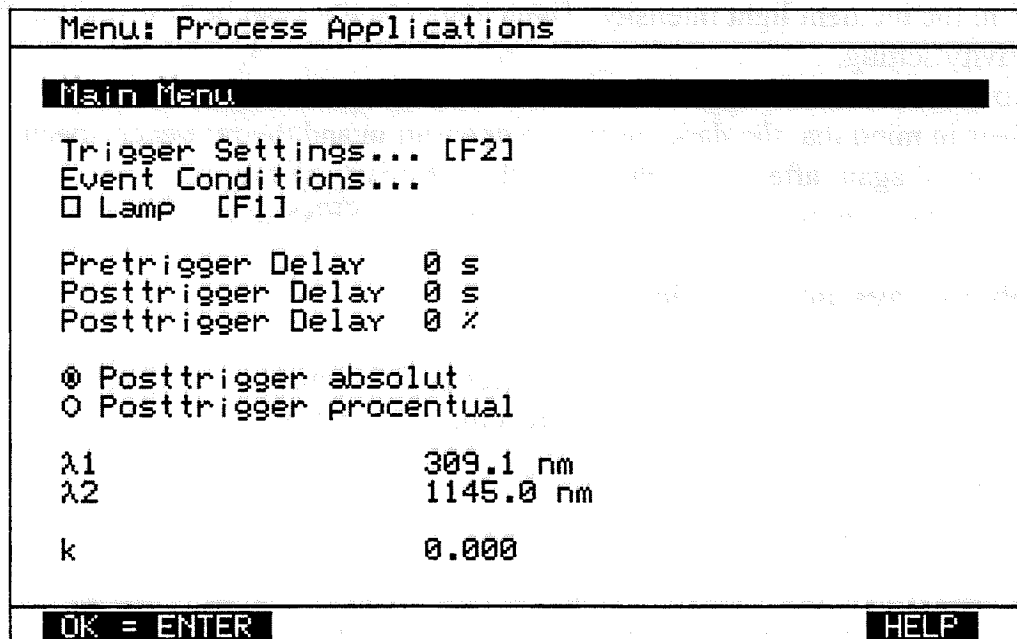 Menu: Process Applications
Main Menu
Trigger Settings... [F2]
Event Conditions...
□ Lamp [F1]
Pretrigger Delay 0 s
Posttrigger Delay 0 s
Posttrigger Delay 0 %
◉ Posttrigger absolut
○ Posttrigger procentual
λ1 309.1 nm
λ2 1145.0 nm
k 0.000
OK = ENTER HELP